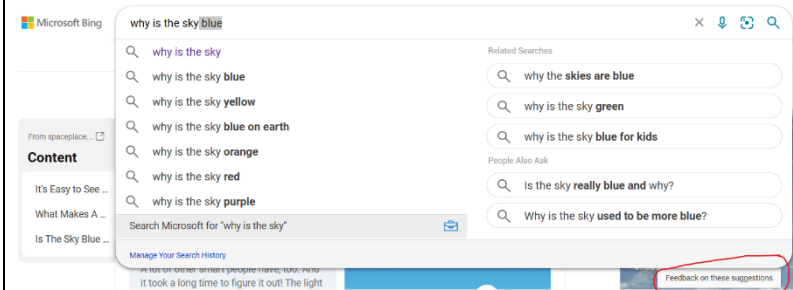 Microsoft Bing
why is the sky blue
why is the sky
why is the sky blue
why is the sky yellow
why is the sky blue on earth
why is the sky orange
why is the sky red
why is the sky purple
Search Microsoft for "why is the sky"
Manage Your Search History
Related Searches
why the skies are blue
why is the sky green
why is the sky blue for kids
People Also Ask
Is the sky really blue and why?
Why is the sky used to be more blue?
Feedback on these suggestions
From spaceplace...
Content
It's Easy to See ...
What Makes A ...
Is The Sky Blue ...
A lot of other smart people have, too. And
it took a long time to figure it out! The light